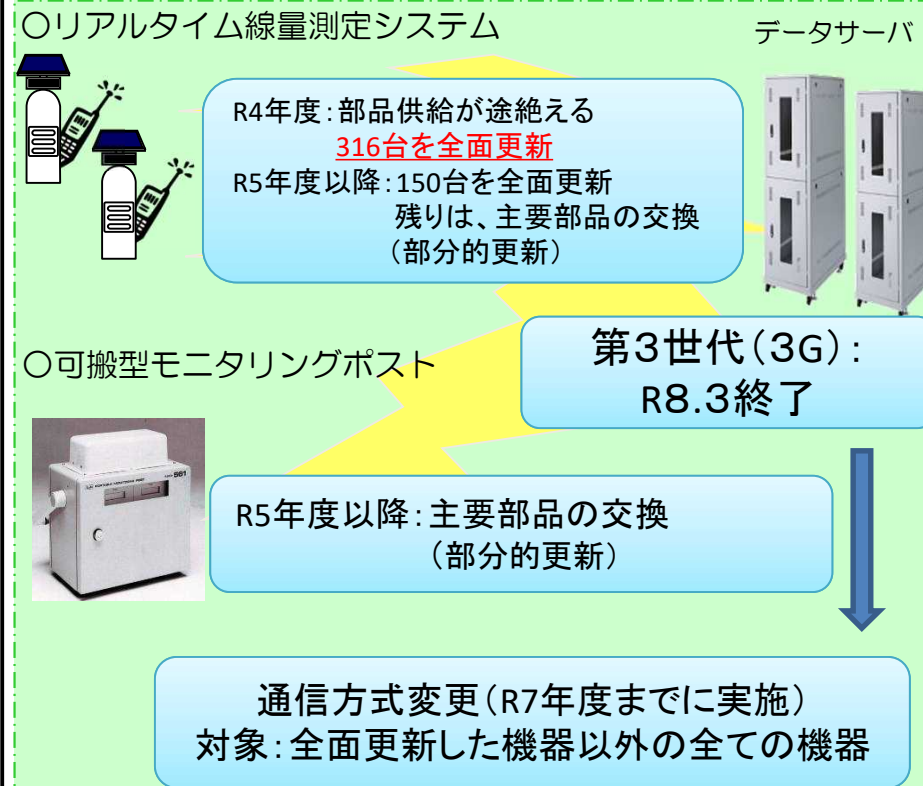 〇リアルタイム線量測定システム
データサーバ
R4年度：部品供給が途絶える
316台を全面更新
R5年度以降：150台を全面更新
残りは、主要部品の交換
（部分的更新）
第３世代（3G）：
R8.3終了
〇可搬型モニタリングポスト
R5年度以降：主要部品の交換
（部分的更新）
通信方式変更（R7年度までに実施）
対象：全面更新した機器以外の全ての機器